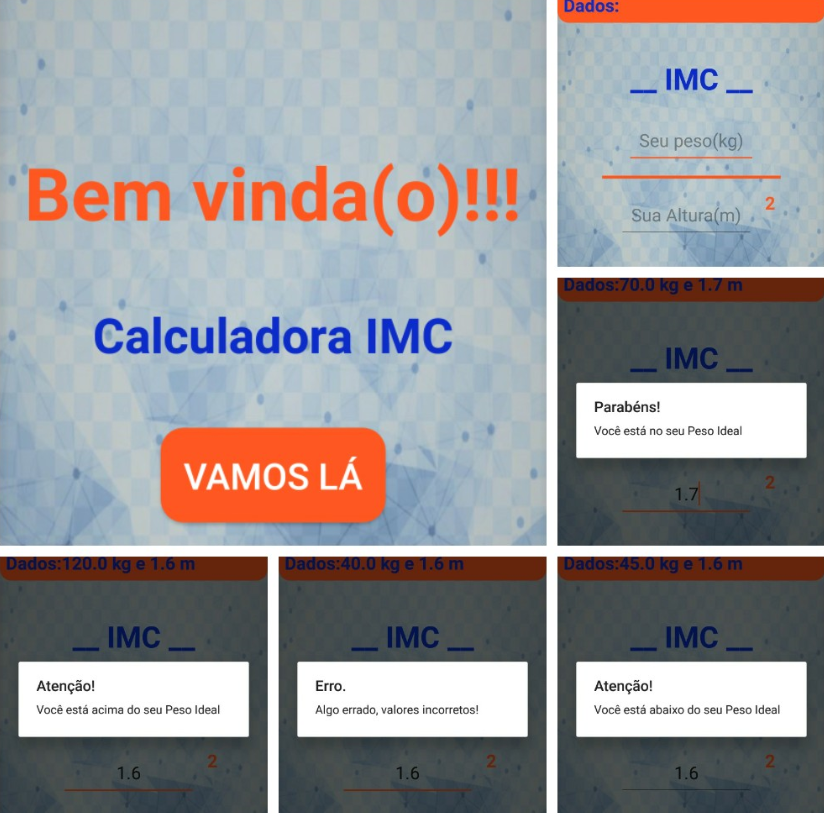 Bem vinda(o)!!!
Calculadora IMC
VAMOS LÁ
Dados:
__ IMC __
Seu peso(kg)
2
Sua Altura(m)
Dados:70.0 kg e 1.7 m
__ IMC __
Parabéns!
Você está no seu Peso Ideal
2
1.7
Dados:120.0 kg e 1.6 m
__ IMC __
Atenção!
Você está acima do seu Peso Ideal
2
1.6
Dados:40.0 kg e 1.6 m
__ IMC __
Erro.
Algo errado, valores incorretos!
2
1.6
Dados:45.0 kg e 1.6 m
__ IMC __
Atenção!
Você está abaixo do seu Peso Ideal
2
1.6